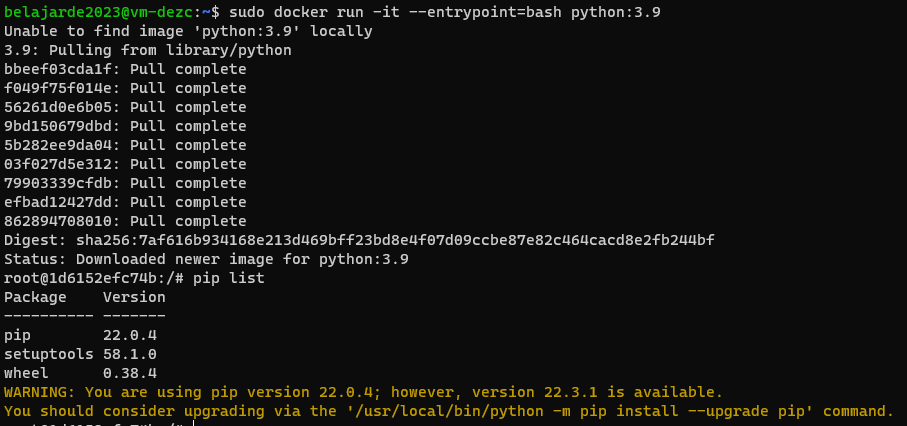 belajarde2023@vm-dezc:~$ sudo docker run -it --entrypoint=bash python:3.9
Unable to find image 'python:3.9' locally
3.9: Pulling from library/python
bbeef03cda1f: Pull complete
f049f75f014e: Pull complete
56261d0e6b05: Pull complete
9bd150679dbd: Pull complete
5b282ee9da04: Pull complete
03f027d5e312: Pull complete
79903339cfdb: Pull complete
efbad12427dd: Pull complete
862894708010: Pull complete
Digest: sha256:7af616b934168e213d469bff23bd8e4f07d09ccbe87e82c464cacd8e2fb244bf
Status: Downloaded newer image for python:3.9
root@1d6152efc74b:/# pip list
Package    Version
---------- -------
pip        22.0.4
setuptools 58.1.0
wheel      0.38.4
WARNING: You are using pip version 22.0.4; however, version 22.3.1 is available.
You should consider upgrading via the '/usr/local/bin/python -m pip install --upgrade pip' command.